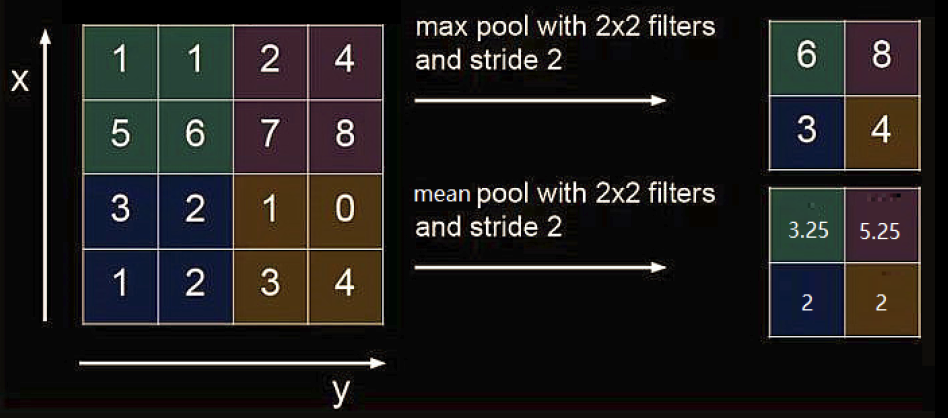 x
1 1 2 4
5 6 7 8
3 2 1 0
1 2 3 4
y
max pool with 2x2 filters
and stride 2
6 8
3 4
mean pool with 2x2 filters
and stride 2
3.25 5.25
2 2